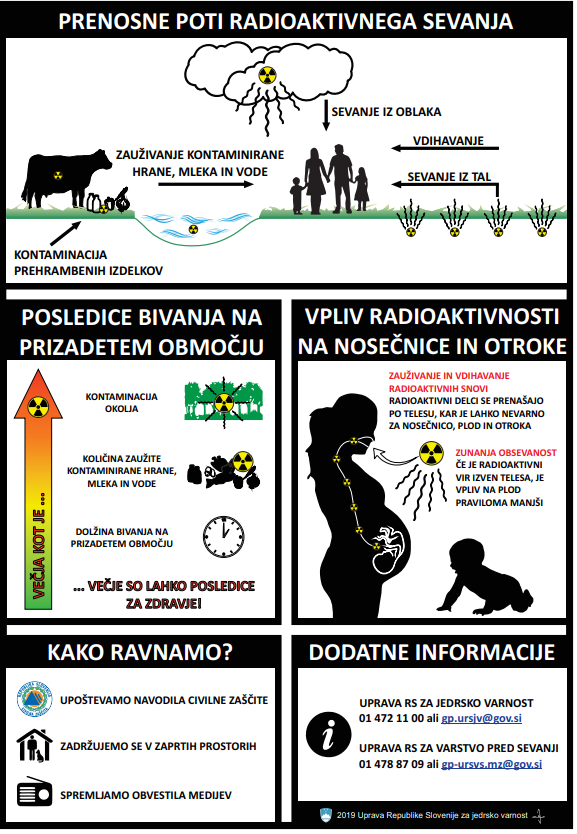 PRENOSNE POTI RADIOAKTIVNEGA SEVANJA
SEVANJE IZ OBLAKA
VDIHAVANJE
ZAUŽIVANJE KONTAMINIRANE
HRANE, MLEKA IN VODE
SEVANJE IZ TAL
KONTAMINACIJA
PREHRAMBENIH IZDELKOV
POSLEDICE BIVANJA NA
PRIZADETEM OBMOČJU
VEČJA KOT JE ...
KONTAMINACIJA
OKOLJA
KOLIČINA ZAUŽITE
KONTAMINIRANE HRANE,
MLEKA IN VODE
DOLŽINA BIVANJA NA
PRIZADETEM OBMOČJU
... VEČJE SO LAHKO POSLEDICE
ZA ZDRAVJE!
VPLIV RADIOAKTIVNOSTI
NA NOSEČNICE IN OTROKE
ZAUŽIVANJE IN VDIHAVANJE
RADIOAKTIVNIH SNOVI
RADIOAKTIVNI DELCI SE PRENAŠAJO
PO TELESU, KAR JE LAHKO NEVARNO
ZA NOSEČNICO, PLOD IN OTROKA
ZUNANJA OBSEVANOST
ČE JE RADIOAKTIVNI
VIR IZVEN TELESA, JE
VPLIV NA PLOD
PRAVILOMA MANJŠI
KAKO RAVNAMO?
UPOŠTEVAMO NAVODILA CIVILNE ZAŠČITE
ZADRŽUJEMO SE V ZAPRTIH PROSTORIH
SPREMLJAMO OBVESTILA MEDIJEV
DODATNE INFORMACIJE
UPRAVA RS ZA JEDRSKO VARNOST
01 472 11 00 ali gp.ursjv@gov.si
UPRAVA RS ZA VARSTVO PRED SEVANJI
01 478 87 09 ali gp-ursvs.mz@gov.si
2019 Uprava Republike Slovenije za jedrsko varnost